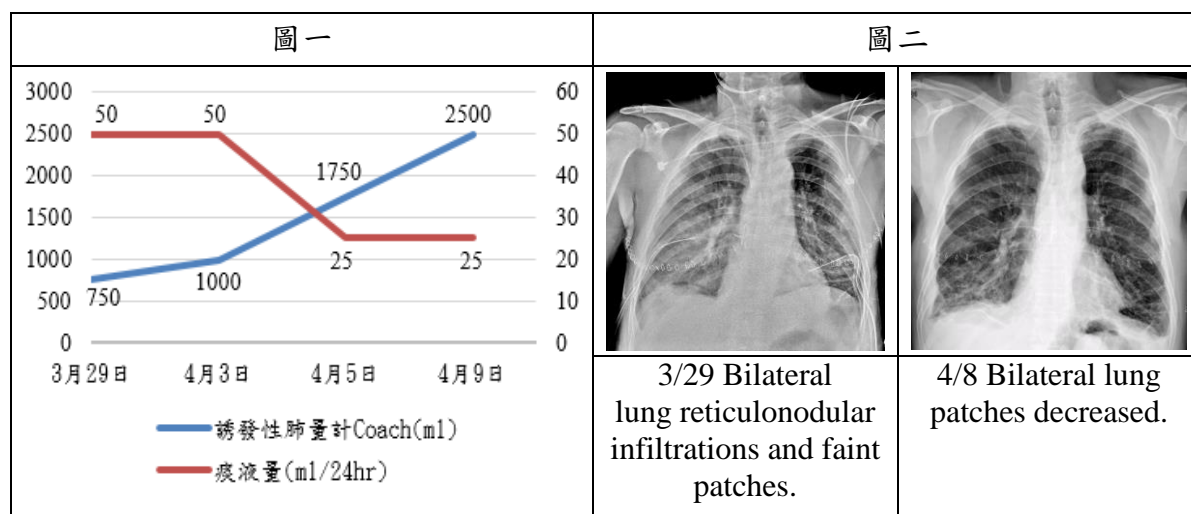 圖一
圖二
3000
2500
2000
1500
1000
500
0
60
50
40
30
20
10
0
50
50
2500
1750
750
1000
25
25
3月29日
4月3日
4月5日
4月9日
誘發性肺量計Coach(ml)
痰液量(ml/24hr)
3/29 Bilateral
lung reticulonodular
infiltrations and faint
patches.
4/8 Bilateral lung
patches decreased.